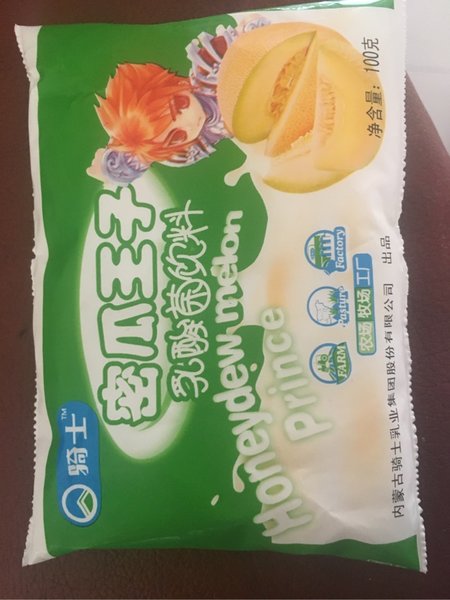 骑士™
密瓜王子
乳酸菌饮料
Honeydew melon
Prince
FARM
Pasture
Factory
农场 牧场 工厂
内蒙古骑士乳业集团股份有限公司 出品
净含量：100克